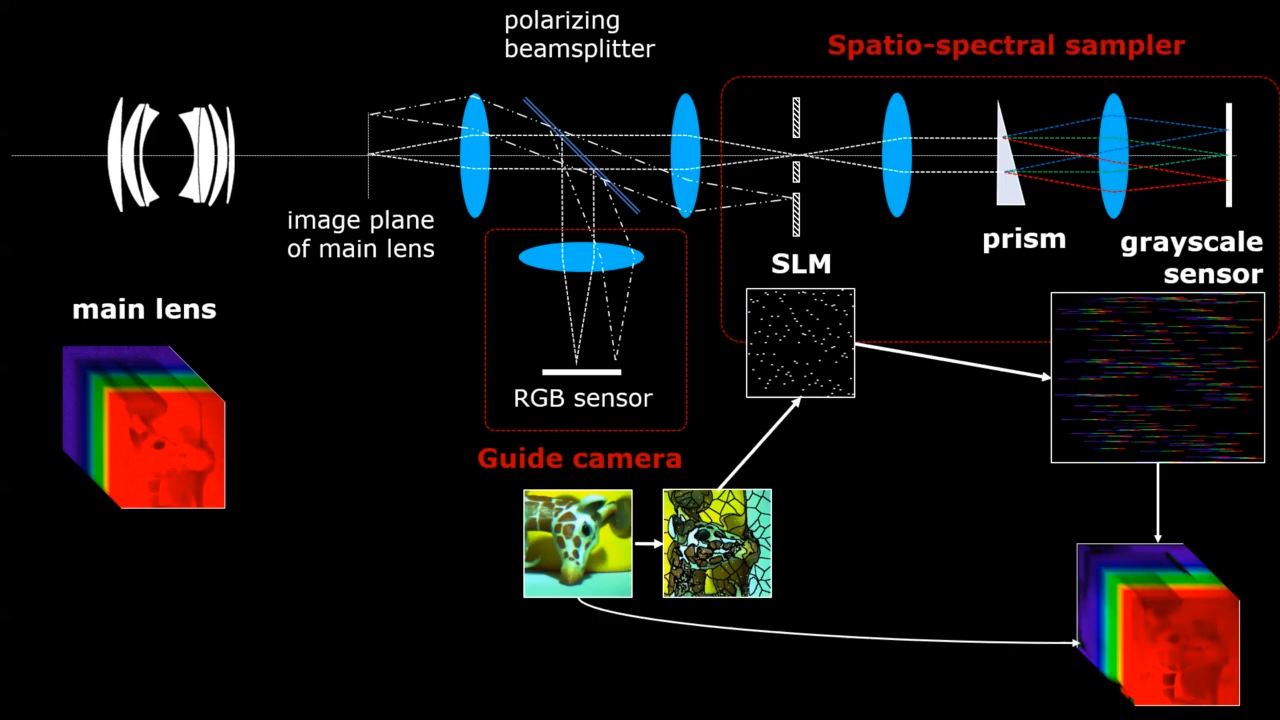 polarizing
beamsplitter
Spatio-spectral sampler
image plane
of main lens
prism
grayscale
sensor
SLM
main lens
RGB sensor
Guide camera